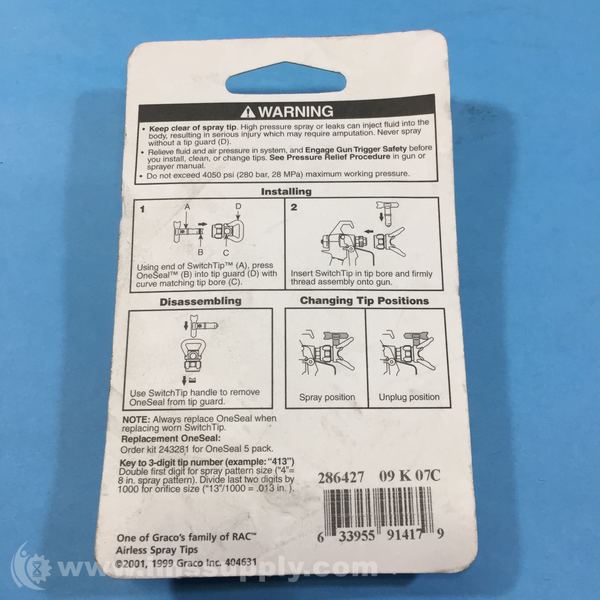 ⚠WARNING
• Keep clear of spray tip. High pressure spray or leaks can inject fluid into the
body, resulting in serious injury which may require amputation. Never spray
without a tip guard (D).
• Relieve fluid and air pressure in system, and Engage Gun Trigger Safety before
you install, clean, or change tips. See Pressure Relief Procedure in gun or
sprayer manual.
• Do not exceed 4050 psi (280 bar, 28 MPa) maximum working pressure.
Installing
1
A
D
B
C
Using end of SwitchTip™ (A), press
OneSeal™ (B) into tip guard (D) with
curve matching tip bore (C).
2
Insert SwitchTip in tip bore and firmly
thread assembly onto gun.
Disassembling
Use SwitchTip handle to remove
OneSeal from tip guard.
Changing Tip Positions
Spray position
Unplug position
NOTE: Always replace OneSeal when
replacing worn SwitchTip.
Replacement OneSeal:
Order kit 243281 for OneSeal 5 pack.
Key to 3-digit tip number (example: "413")
Double first digit for spray pattern size ("4"=
8 in. spray pattern). Divide last two digits by
1000 for orifice size ("13"/1000 = .013 in. ).
286427 09 K 07C
6 33955 91417 9
One of Graco's family of RAC™
Airless Spray Tips
©2001, 1999 Graco Inc. 404631